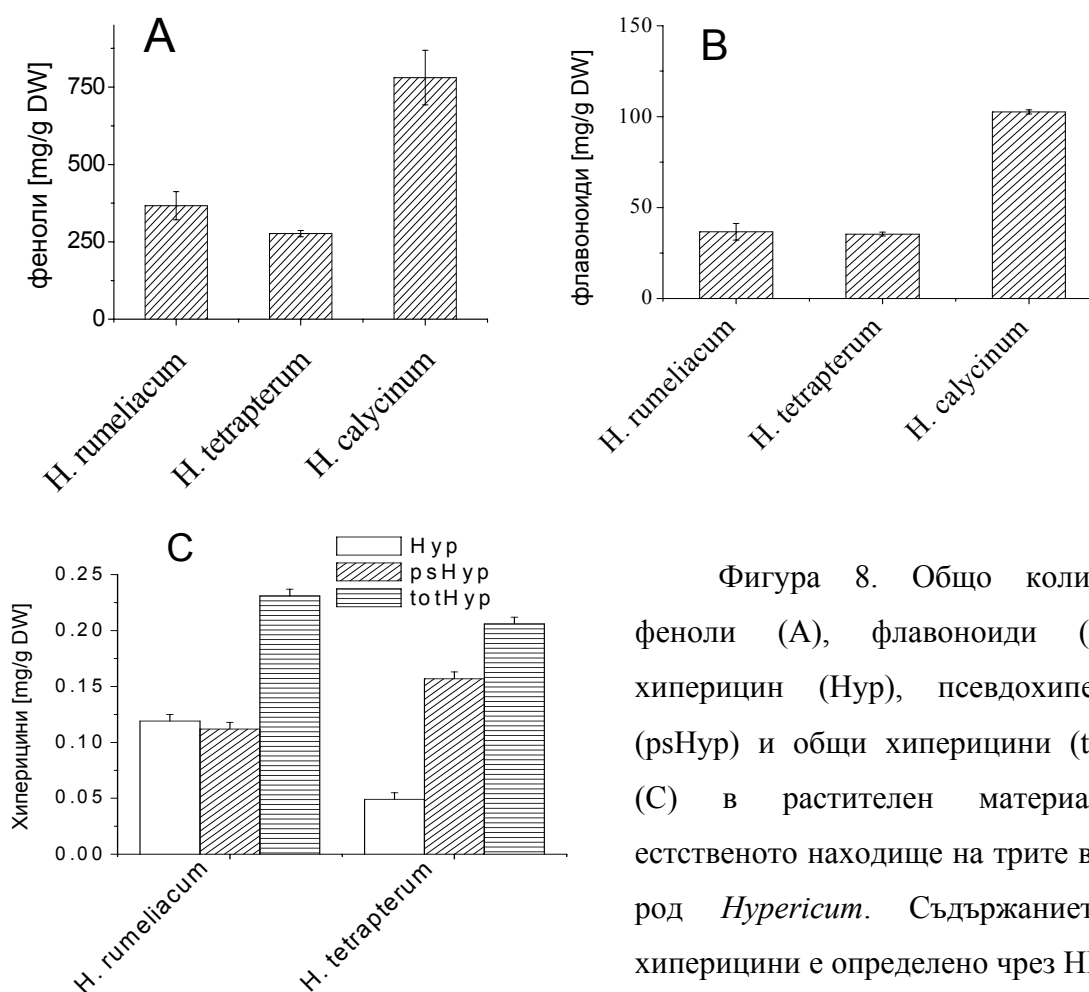 A
феноли [mg/g DW]
750
500
250
0
H. rumeliacum
H. tetrapterum
H. calycinum
B
флавоноиди [mg/g DW]
150
100
50
0
H. rumeliacum
H. tetrapterum
H. calycinum
C
Hyp
psHyp
totHyp
Хиперицини [mg/g DW]
0.25
0.20
0.15
0.10
0.05
0.00
H. rumeliacum
H. tetrapterum
Фигура 8. Общо коли
феноли (A), флавоноиди (
хиперицин (Hyp), псевдохипе
(psHyp) и общи хиперицини (t
(C) в растителен материа
естственото находище на трите в
род Hypericum. Съдържаниет
хиперицини е определено чрез